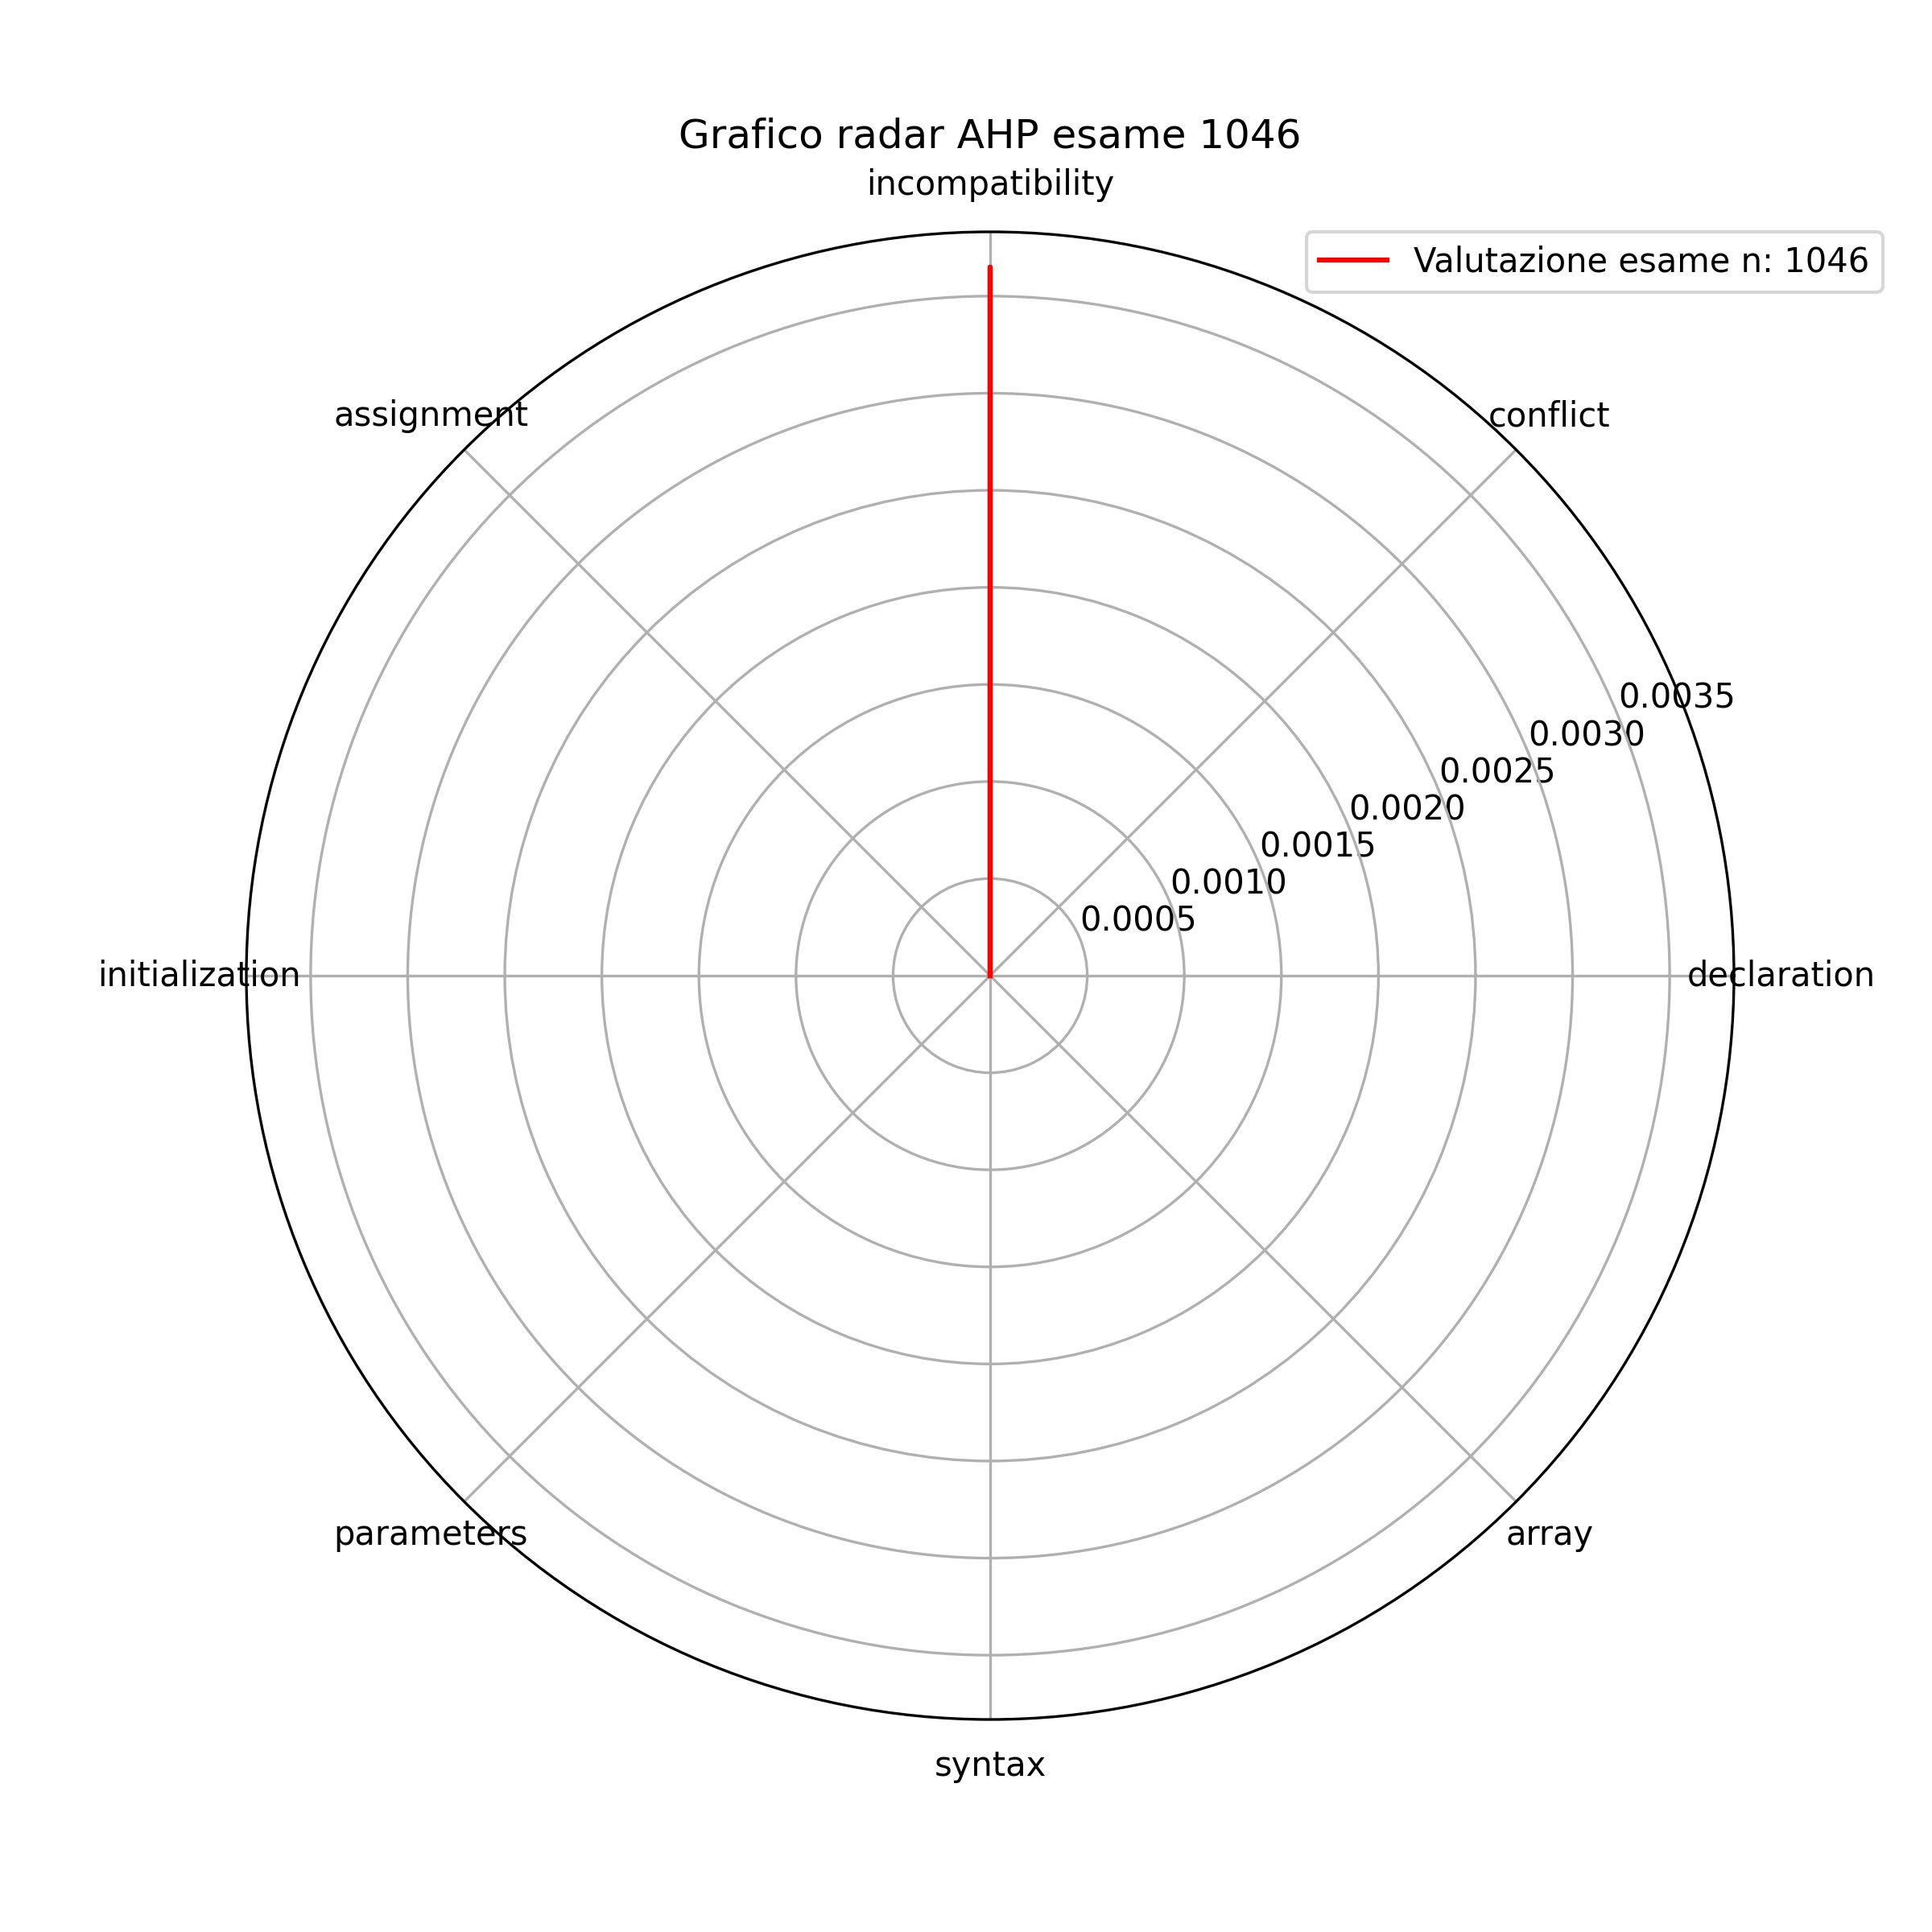 Grafico radar AHP esame 1046
incompatibility
Valutazione esame n: 1046
assignment
conflict
0.0035
0.0030
0.0025
0.0020
0.0015
0.0010
0.0005
initialization
declaration
parameters
array
syntax